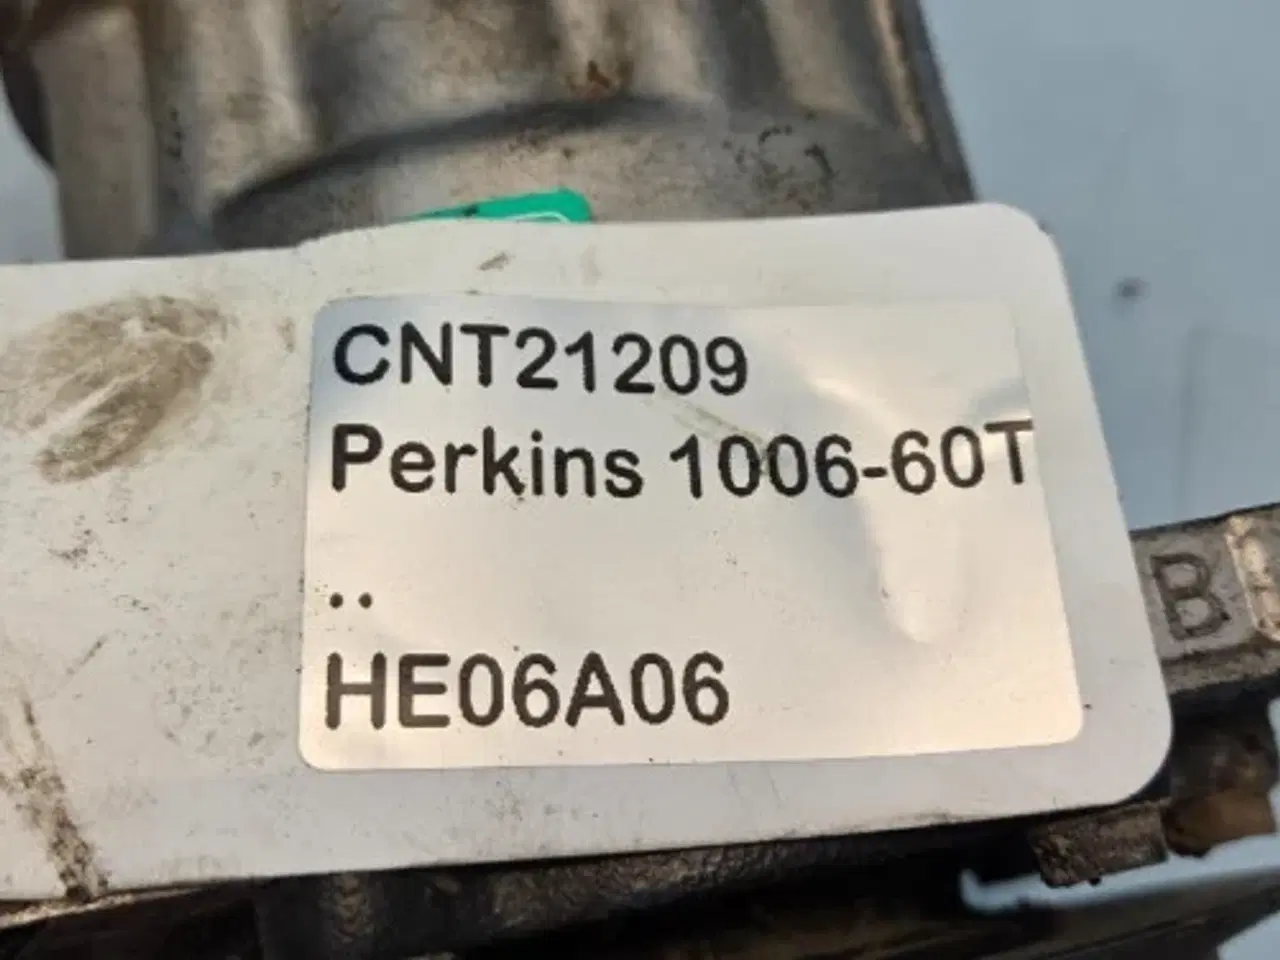 CNT21209
Perkins 1006-60T
..
HE06A06
B